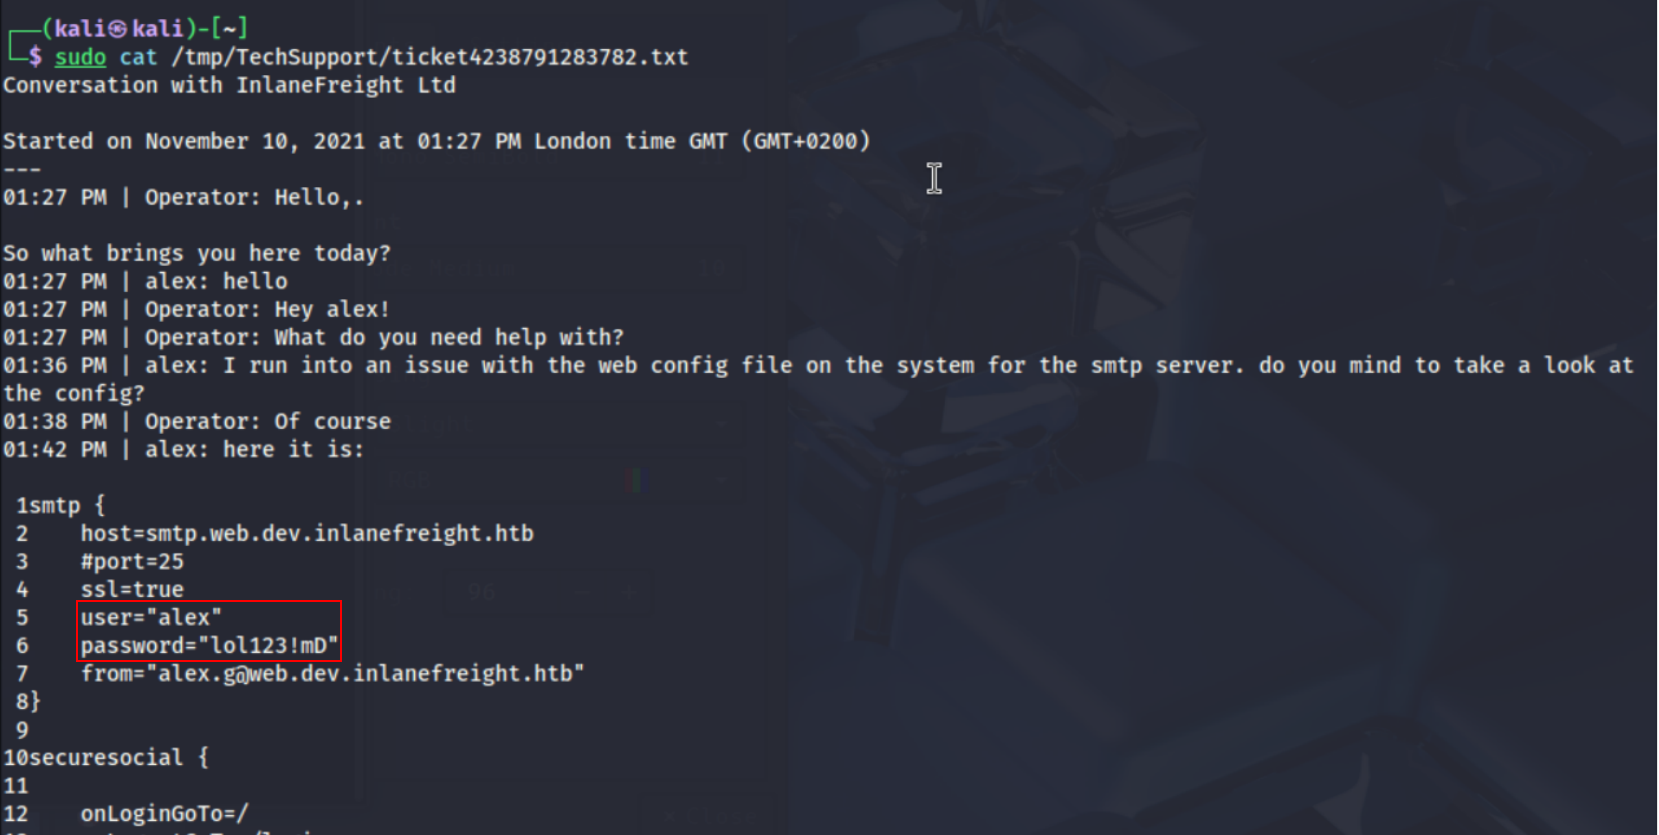 (kali㉿kali)-[~]
$ sudo cat /tmp/TechSupport/ticket4238791283782.txt
Conversation with InlaneFreight Ltd
Started on November 10, 2021 at 01:27 PM London time GMT (GMT+0200)
---
01:27 PM | Operator: Hello,.
So what brings you here today?
01:27 PM | alex: hello
01:27 PM | Operator: Hey alex!
01:27 PM | Operator: What do you need help with?
01:36 PM | alex: I run into an issue with the web config file on the system for the smtp server. do you mind to take a look at
the config?
01:38 PM | Operator: Of course
01:42 PM | alex: here it is:
1smtp {
2    host=smtp.web.dev.inlanefreight.htb
3    #port=25
4    ssl=true
5    user="alex"
6    password="lol123!mD"
7    from="alex.g@web.dev.inlanefreight.htb"
8}
9
10securesocial {
11
12    onLoginGoTo=/